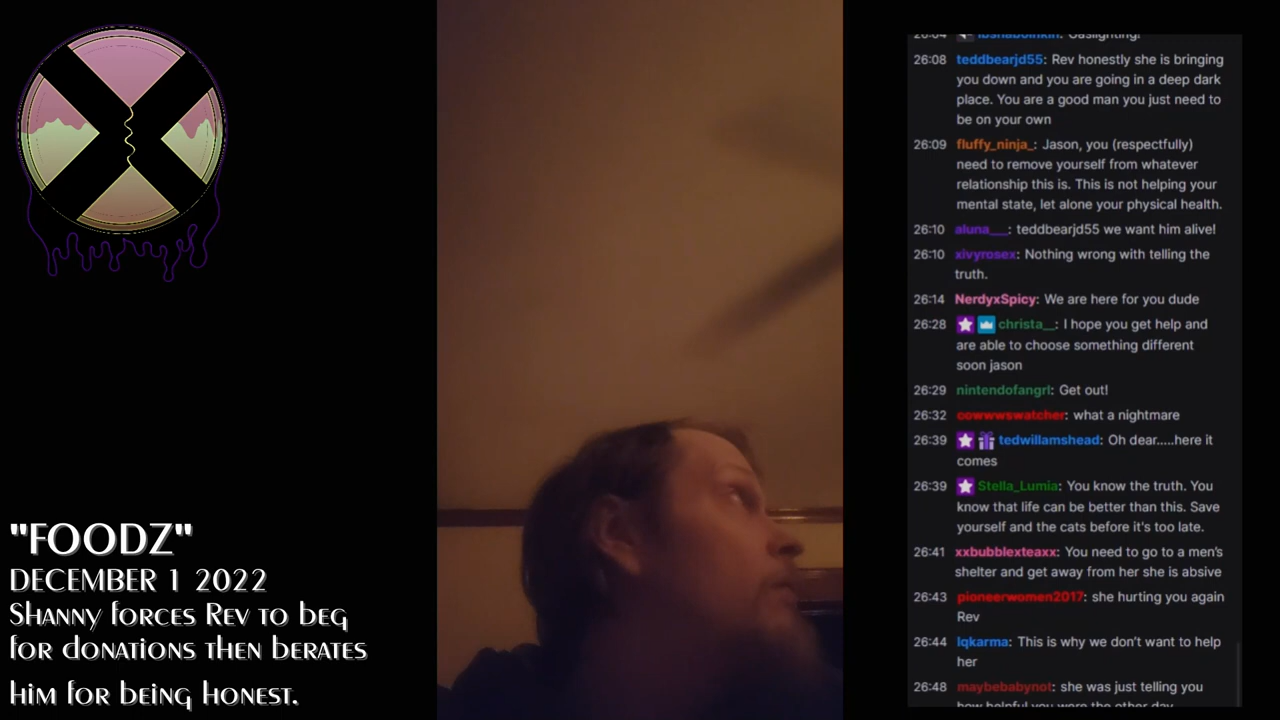 "FOODZ"
DECEMBER 1 2022
Shanny forces Rev to beg
for donations then berates
him for being honest.
Gaslighting!
26:08 teddbearjd55: Rev honestly she is bringing
you down and you are going in a deep dark
place. You are a good man you just need to
be on your own
26:09 fluffy_ninja_: Jason, you (respectfully)
need to remove yourself from whatever
relationship this is. This is not helping your
mental state, let alone your physical health.
26:10 aluna___: teddbearjd55 we want him alive!
26:10 xivyrosex: Nothing wrong with telling the
truth.
26:14 NerdyxSpicy: We are here for you dude
26:28 christa__: I hope you get help and
are able to choose something different
soon jason
26:29 nintendofangrl: Get out!
26:32 oowwwswatcher: what a nightmare
26:39 tedwillamshead: Oh dear.....here it
comes
26:39 Stella_Lumia: You know the truth. You
know that life can be better than this. Save
yourself and the cats before it's too late.
26:41 xxbubblexteaxx: You need to go to a men's
shelter and get away from her she is absive
26:43 pioneerwomen2017: she hurting you again
Rev
26:44 lqkarma: This is why we don't want to help
her
26:48 maybebabynot: she was just telling you
how helpful you were the other day